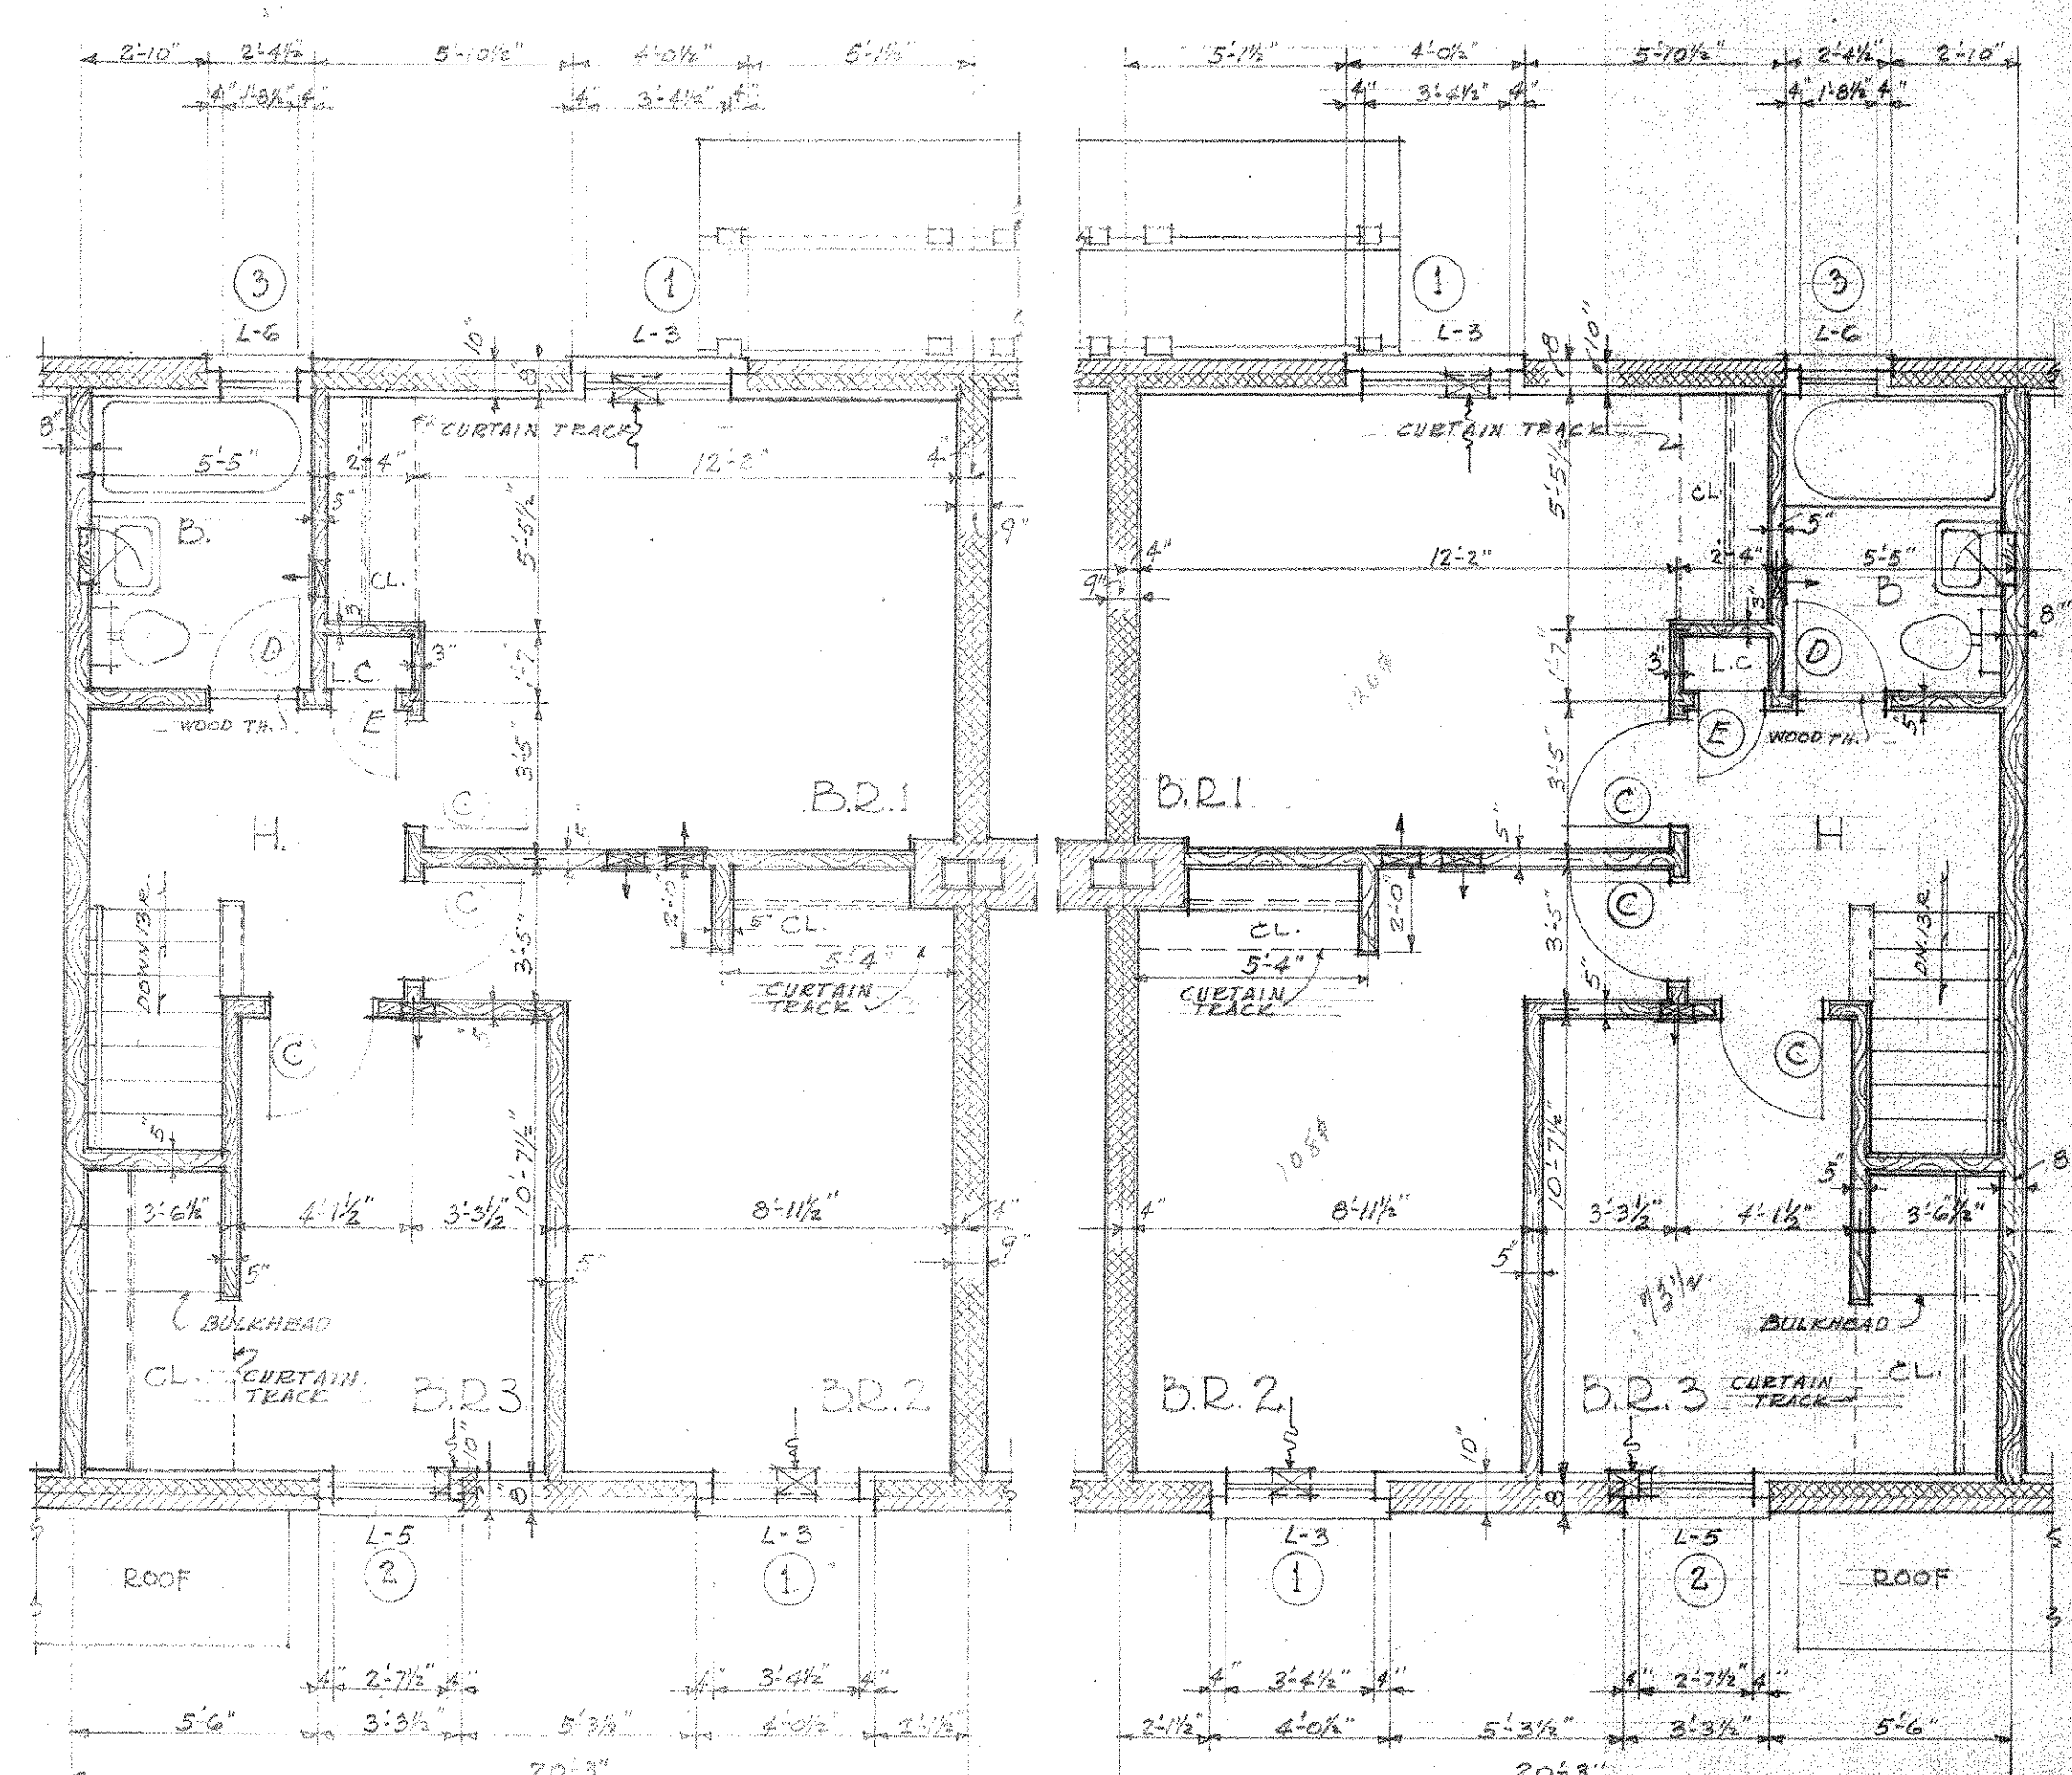 2'-10" 2'-4½" 5'-10½" 4'-0½" 5'-1½" 5'-1½" 4'-0½" 5'-10½" 2'-4½" 2'-10"
4" 1'-8½" 4" 4" 3'-4½" 4" 4" 3'-4½" 4" 4" 1'-8½" 4"
3 1 1 3
L-6 L-3 L-3 L-6
10" 8" 8 10"
CURTAIN TRACK CURTAIN TRACK
8" 5'-5" 2'-4" 12'-2" 4" 5'-5½"
CL. 5"
5" 9"
B. 5'-5½" 4" 12'-2" 2'-4" 5'-5"
M.C. CL. 9" B
3" 3" 8"
D L.C. 3" 1'-7" 1'-7" 3" L.C D
WOOD TH. E E WOOD TH. 5"
3'-5" 3'-5"
C B.R.1 B.R.1 C
H. H
5" 5"
C C
DOWN 13 R. 3'-5" 2'-0" 2'-0" 3'-5" DN. 13 R.
5" CL. CL.
5'-4" 5'-4"
CURTAIN CURTAIN
TRACK TRACK
5" 5"
C C
5" 10'-7½" 108# 10'-7½"
5" 8"
3'-6½" 4'-1½" 3'-3½" 8'-11½" 4" 4" 8'-11½" 3'-3½" 4'-1½" 3'-6½"
9"
5" 5" 5"
BULKHEAD BULKHEAD
CL. CURTAIN B.R.3 B.R.2 B.R.2 B.R.3 CURTAIN CL.
TRACK TRACK
10" 10"
8" 8
L-5 L-3 L-3 L-5
ROOF 2 1 1 2 ROOF
4" 2'-7½" 4" 4" 3'-4½" 4" 4" 3'-4½" 4" 4" 2'-7½" 4"
5'-6" 3'-3½" 5'-3½" 4'-0½" 2'-1½" 2'-1½" 4'-0½" 5'-3½" 3'-3½" 5'-6"
20'-3" 20'-3"